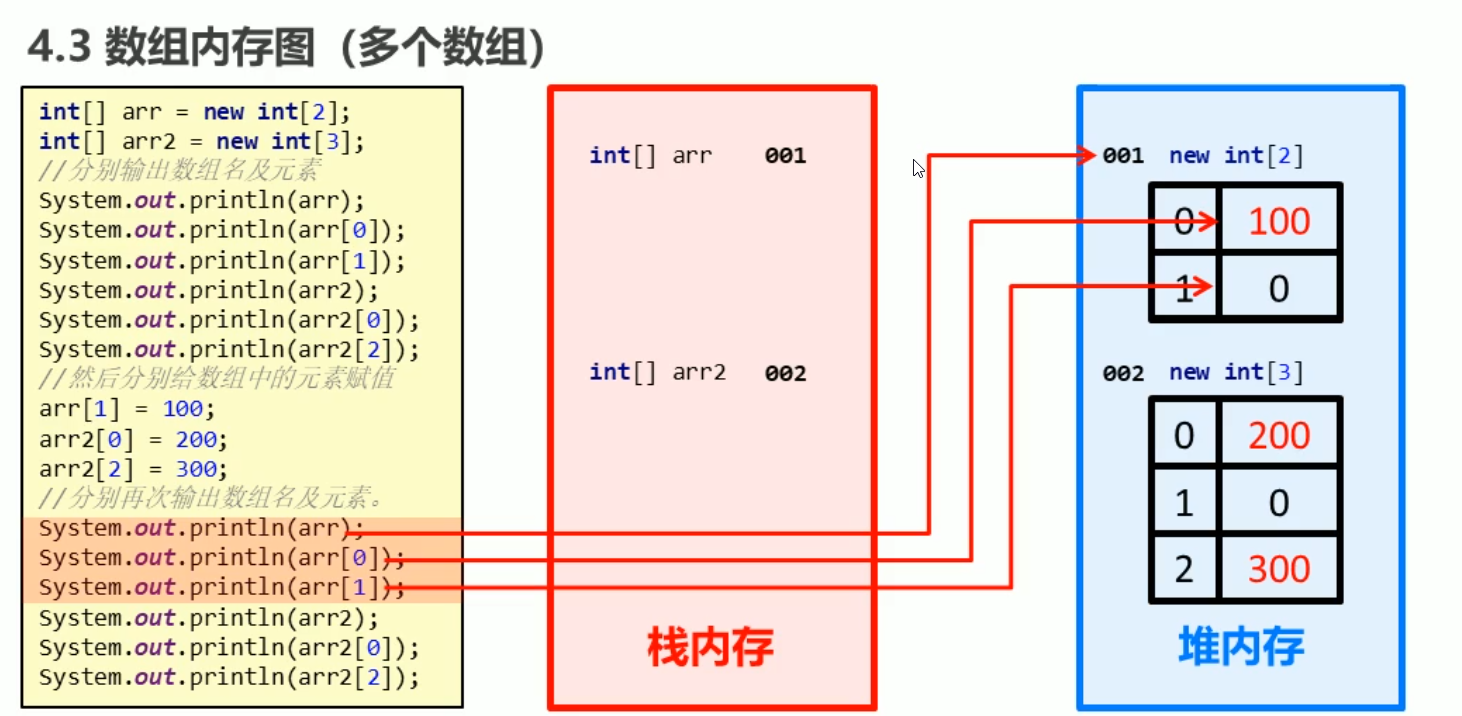 4.3 数组内存图（多个数组）
int[] arr = new int[2];
int[] arr2 = new int[3];
//分别输出数组名及元素
System.out.println(arr);
System.out.println(arr[0]);
System.out.println(arr[1]);
System.out.println(arr2);
System.out.println(arr2[0]);
System.out.println(arr2[2]);
//然后分别给数组中的元素赋值
arr[1] = 100;
arr2[0] = 200;
arr2[2] = 300;
//分别再次输出数组名及元素。
System.out.println(arr);
System.out.println(arr[0]);
System.out.println(arr[1]);
System.out.println(arr2);
System.out.println(arr2[0]);
System.out.println(arr2[2]);
int[] arr 001
int[] arr2 002
栈内存
001 new int[2]
0 100
1 0
002 new int[3]
0 200
1 0
2 300
堆内存